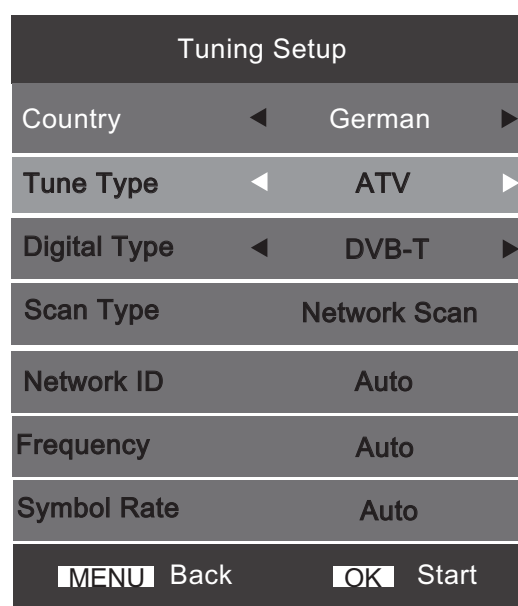 Tuning Setup
Country German
Tune Type ATV
Digital Type DVB-T
Scan Type Network Scan
Network ID Auto
Frequency Auto
Symbol Rate Auto
MENU Back OK Start